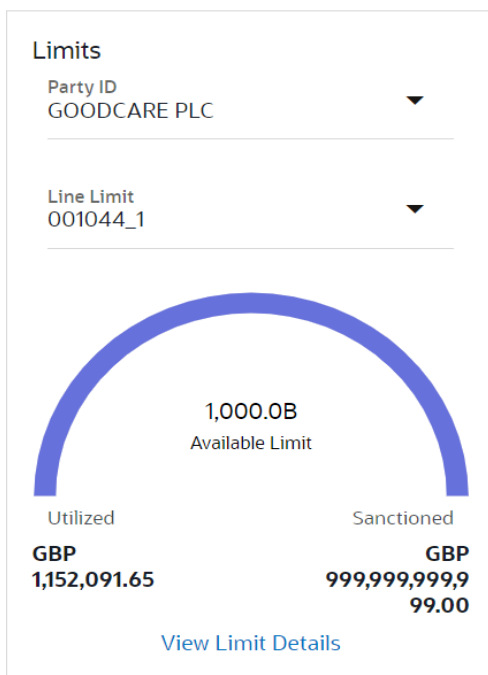 Limits
Party ID
GOODCARE PLC
Line Limit
001044_1
1,000.0B
Available Limit
Utilized
Sanctioned
GBP
1,152,091.65
GBP
999,999,999,9
99.00
View Limit Details